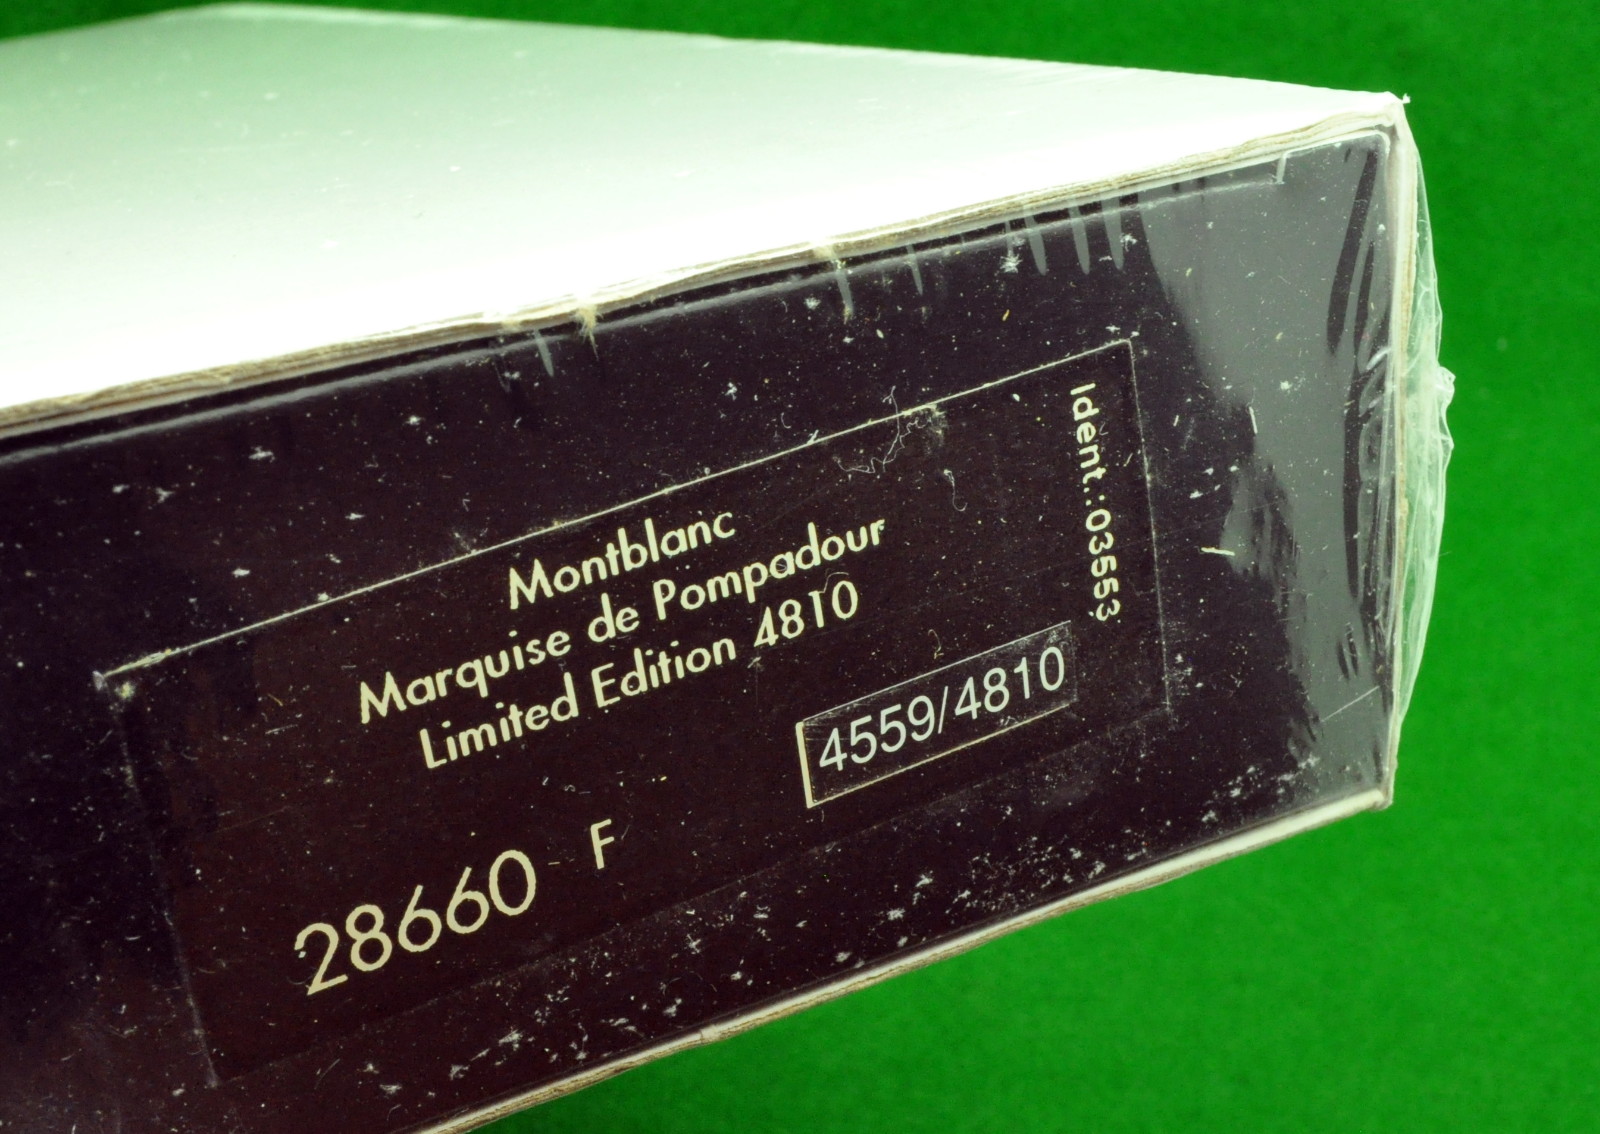 Montblanc
Marquise de Pompadour
Limited Edition 4810
28660 F
4559/4810
Ident.:03553